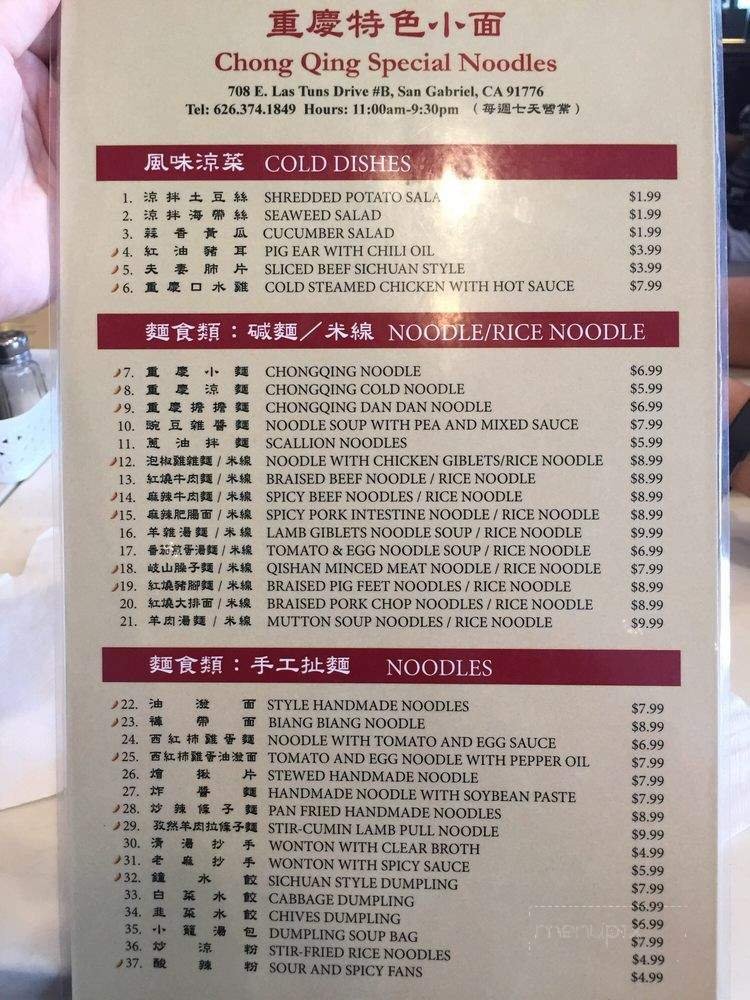 重慶特色小面
Chong Qing Special Noodles
708 E. Las Tuns Drive #B, San Gabriel, CA 91776
Tel: 626.374.1849 Hours: 11:00am-9:30pm (每週七天營業)
風味涼菜 COLD DISHES
1. 涼拌土豆絲 SHREDDED POTATO SALA $1.99
2. 涼拌海帶絲 SEAWEED SALAD $1.99
3. 蒜香黃瓜 CUCUMBER SALAD $1.99
4. 紅油豬耳 PIG EAR WITH CHILI OIL $3.99
5. 夫妻肺片 SLICED BEEF SICHUAN STYLE $3.99
6. 重慶口水雞 COLD STEAMED CHICKEN WITH HOT SAUCE $7.99
麵食類：碱麵／米線 NOODLE/RICE NOODLE
7. 重慶小麵 CHONGQING NOODLE $6.99
8. 重慶涼麵 CHONGQING COLD NOODLE $5.99
9. 重慶擔擔麵 CHONGQING DAN DAN NOODLE $6.99
10. 豌豆雜醬麵 NOODLE SOUP WITH PEA AND MIXED SAUCE $7.99
11. 蔥油拌麵 SCALLION NOODLES $5.99
12. 泡椒雞雜麵 / 米線 NOODLE WITH CHICKEN GIBLETS/RICE NOODLE $8.99
13. 紅燒牛肉麵 / 米線 BRAISED BEEF NOODLE / RICE NOODLE $8.99
14. 麻辣牛肉麵 / 米線 SPICY BEEF NOODLES / RICE NOODLE $8.99
15. 麻辣肥腸面 / 米線 SPICY PORK INTESTINE NOODLE / RICE NOODLE $8.99
16. 羊雜湯麵 / 米線 LAMB GIBLETS NOODLE SOUP / RICE NOODLE $9.99
17. 番茄煎蛋湯麵 / 米線 TOMATO & EGG NOODLE SOUP / RICE NOODLE $6.99
18. 岐山臊子麵 / 米線 QISHAN MINCED MEAT NOODLE / RICE NOODLE $7.99
19. 紅燒豬腳麵 / 米線 BRAISED PIG FEET NOODLES / RICE NOODLE $8.99
20. 紅燒大排面 / 米線 BRAISED PORK CHOP NOODLES / RICE NOODLE $8.99
21. 羊肉湯麵 / 米線 MUTTON SOUP NOODLES / RICE NOODLE $9.99
麵食類：手工扯麵 NOODLES
22. 油潑面 STYLE HANDMADE NOODLES $7.99
23. 褲帶面 BIANG BIANG NOODLE $8.99
24. 西紅柿雞蛋麵 NOODLE WITH TOMATO AND EGG SAUCE $6.99
25. 西紅柿雞蛋油潑面 TOMATO AND EGG NOODLE WITH PEPPER OIL $7.99
26. 燴揪片 STEWED HANDMADE NOODLE $7.99
27. 炸醬麵 HANDMADE NOODLE WITH SOYBEAN PASTE $7.99
28. 炒辣條子麵 PAN FRIED HANDMADE NOODLES $8.99
29. 孜然羊肉拉條子麵 STIR-CUMIN LAMB PULL NOODLE $9.99
30. 清湯抄手 WONTON WITH CLEAR BROTH $4.99
31. 老麻抄手 WONTON WITH SPICY SAUCE $5.99
32. 鐘水餃 SICHUAN STYLE DUMPLING $7.99
33. 白菜水餃 CABBAGE DUMPLING $6.99
34. 韭菜水餃 CHIVES DUMPLING $6.99
35. 小籠湯包 DUMPLING SOUP BAG $7.99
36. 炒涼粉 STIR-FRIED RICE NOODLES $4.99
37. 酸辣粉 SOUR AND SPICY FANS $4.99